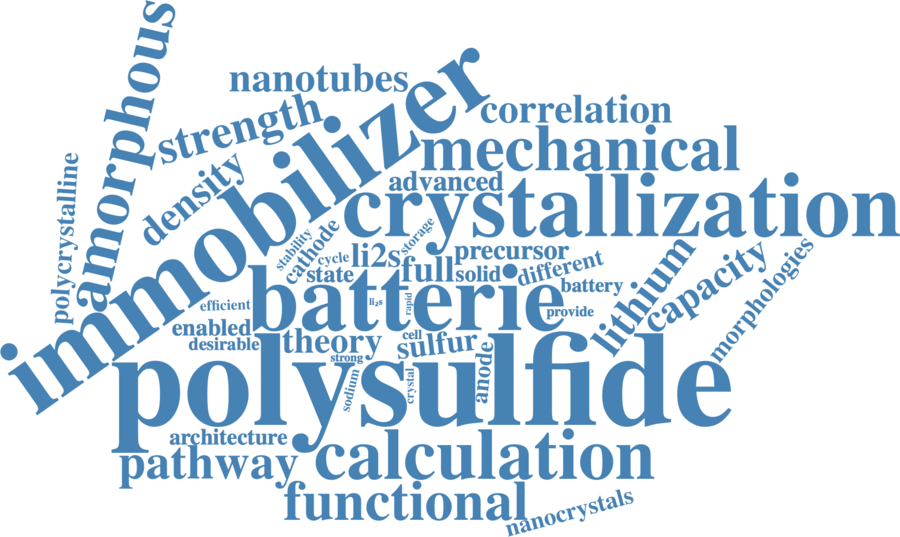 amorphous
nanotubes
immobilizer
strength
correlation
mechanical
density
polycrystalline
advanced
crystallization
stability
cathode
cycle
li2s
storage
precursor
state
full
solid
different
lithium
capacity
morphologies
batterie
efficient
li₂s
rapid
battery
provide
enabled
desirable
theory
cell
sulfur
strong
polysulfide
sodium
crystal
anode
architecture
pathway
calculation
functional
nanocrystals